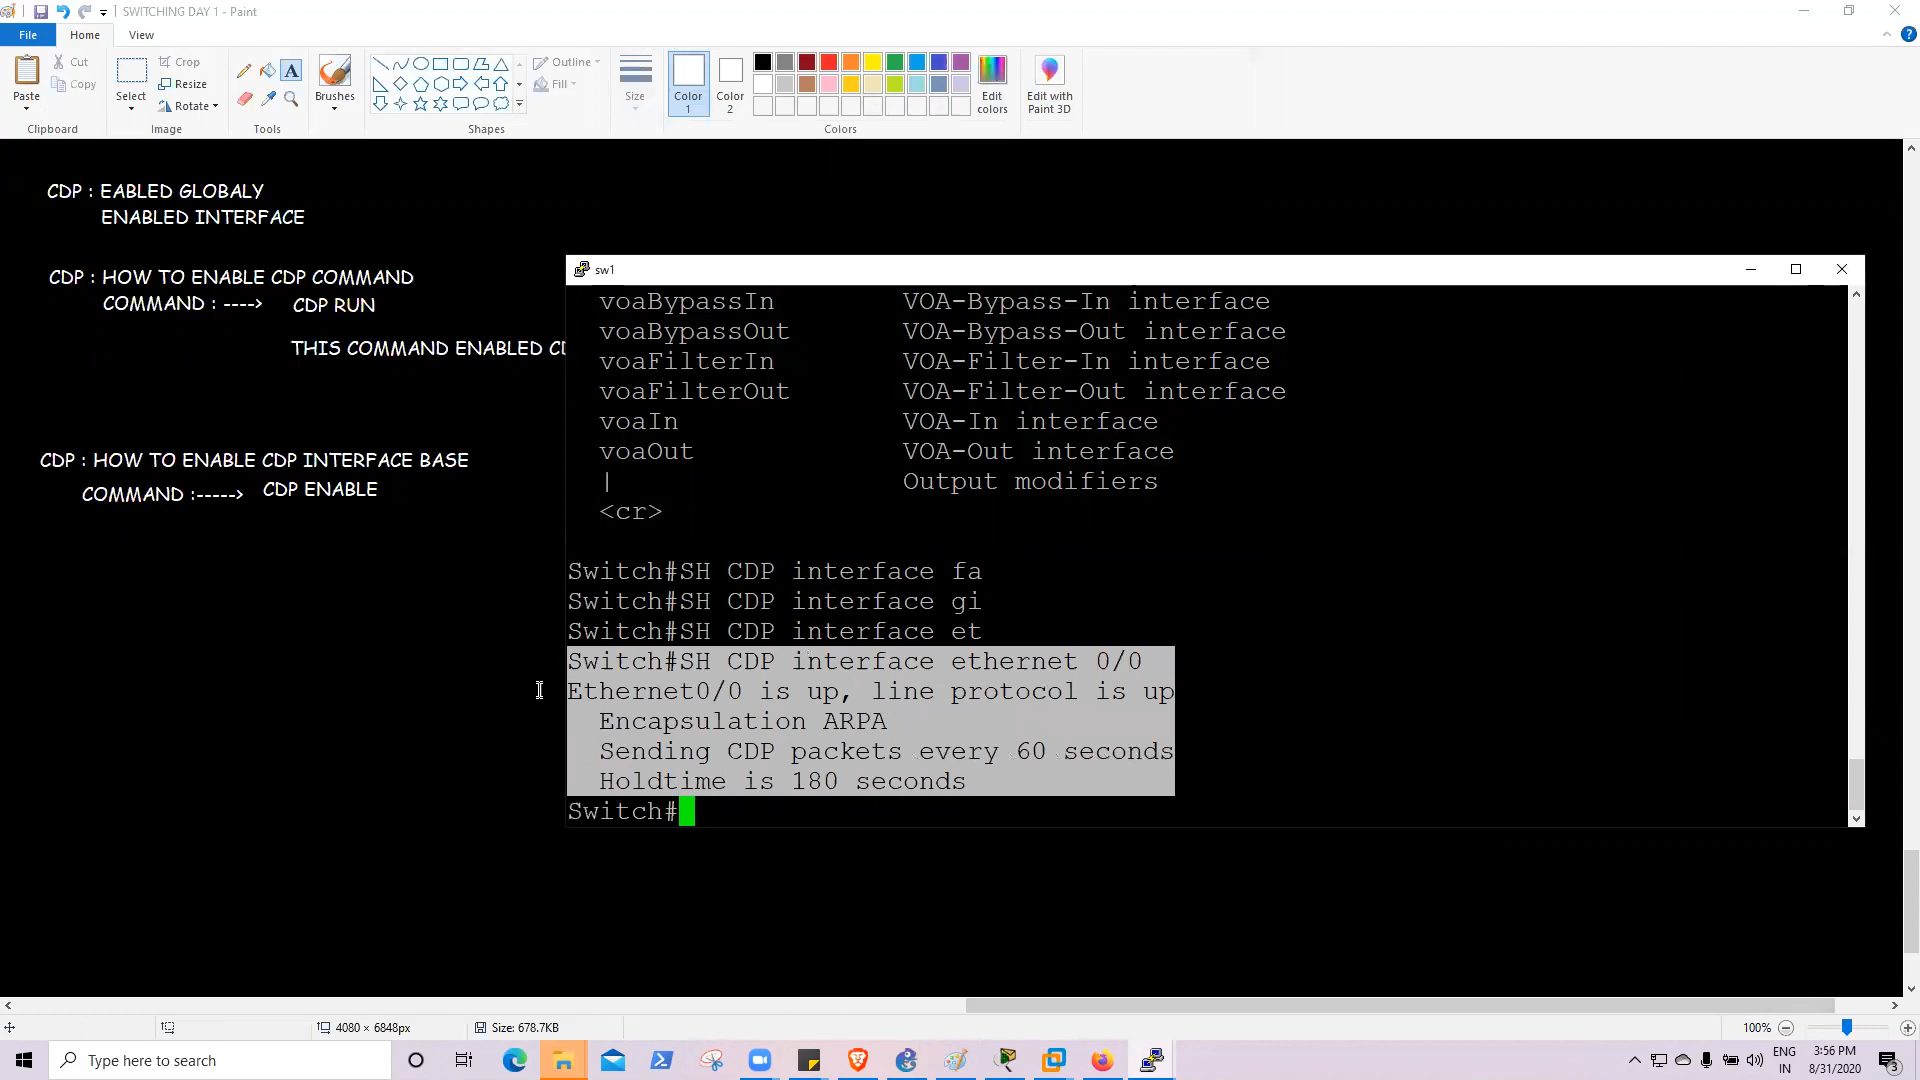 SWITCHING DAY 1 - Paint
File
Home
View
Paste
Cut
Copy
Clipboard
Select
Crop
Resize
Rotate
Image
A
Tools
Brushes
Outline
Fill
Shapes
Size
Color 1
Color 2
Edit colors
Colors
Edit with Paint 3D
CDP : EABLED GLOBALY
ENABLED INTERFACE
CDP : HOW TO ENABLE CDP COMMAND
COMMAND : ---->
CDP RUN
THIS COMMAND ENABLED CD
CDP : HOW TO ENABLE CDP INTERFACE BASE
COMMAND :----->
CDP ENABLE
sw1
voaBypassIn VOA-Bypass-In interface
voaBypassOut VOA-Bypass-Out interface
voaFilterIn VOA-Filter-In interface
voaFilterOut VOA-Filter-Out interface
voaIn VOA-In interface
voaOut VOA-Out interface
| Output modifiers
<cr>
Switch#SH CDP interface fa
Switch#SH CDP interface gi
Switch#SH CDP interface et
Switch#SH CDP interface ethernet 0/0
Ethernet0/0 is up, line protocol is up
Encapsulation ARPA
Sending CDP packets every 60 seconds
Holdtime is 180 seconds
Switch#
4080 × 6848px
Size: 678.7KB
100%
Type here to search
ENG
IN
3:56 PM
8/31/2020
3